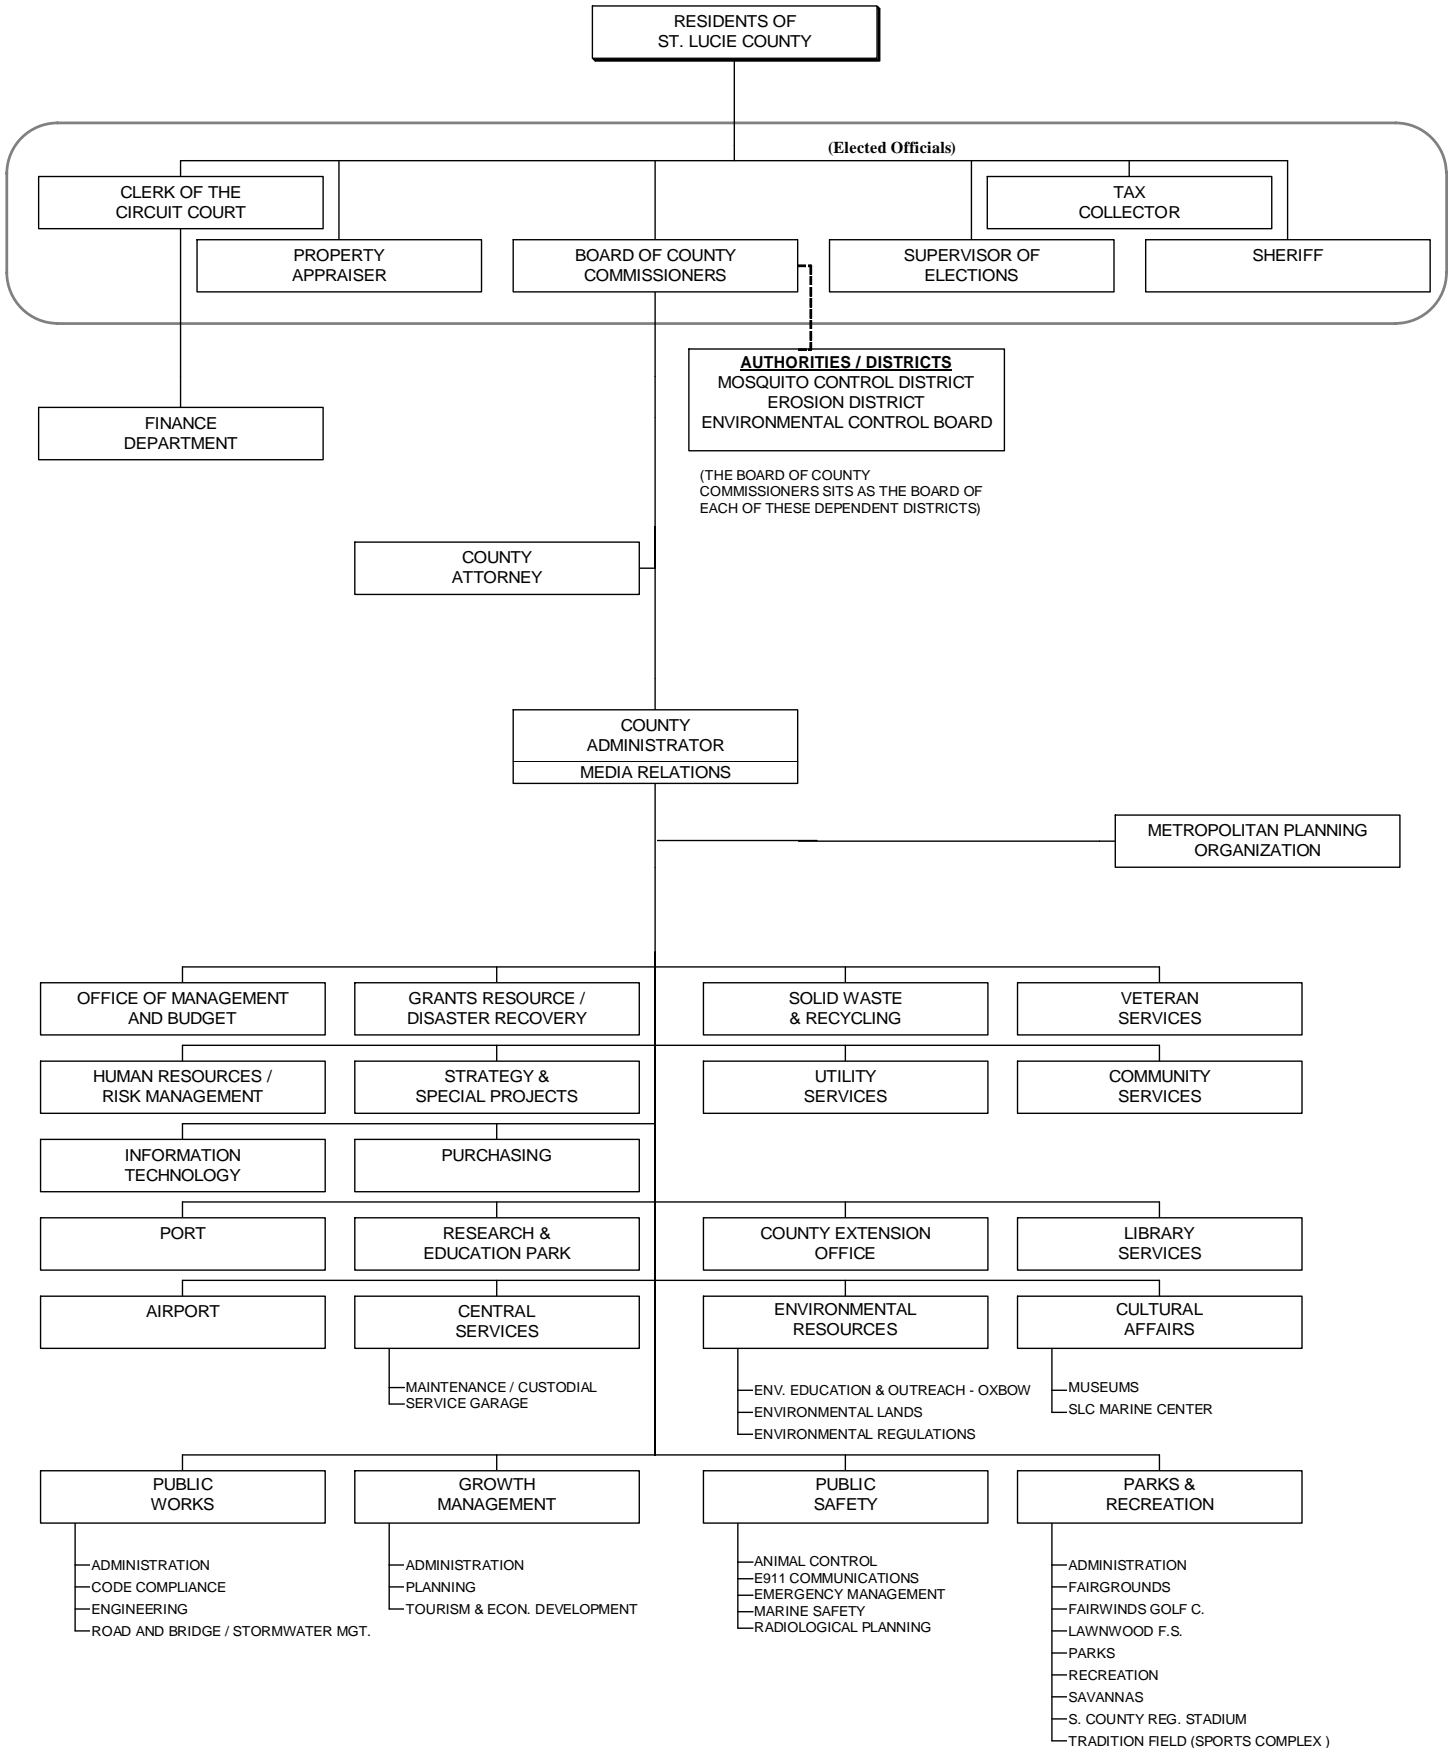 RESIDENTS OF
ST. LUCIE COUNTY
(Elected Officials)
CLERK OF THE
CIRCUIT COURT
TAX
COLLECTOR
PROPERTY
APPRAISER
BOARD OF COUNTY
COMMISSIONERS
SUPERVISOR OF
ELECTIONS
SHERIFF
AUTHORITIES / DISTRICTS
MOSQUITO CONTROL DISTRICT
EROSION DISTRICT
ENVIRONMENTAL CONTROL BOARD
FINANCE
DEPARTMENT
(THE BOARD OF COUNTY
COMMISSIONERS SITS AS THE BOARD OF
EACH OF THESE DEPENDENT DISTRICTS)
COUNTY
ATTORNEY
COUNTY
ADMINISTRATOR
MEDIA RELATIONS
METROPOLITAN PLANNING
ORGANIZATION
OFFICE OF MANAGEMENT
AND BUDGET
GRANTS RESOURCE /
DISASTER RECOVERY
SOLID WASTE
& RECYCLING
VETERAN
SERVICES
HUMAN RESOURCES /
RISK MANAGEMENT
STRATEGY &
SPECIAL PROJECTS
UTILITY
SERVICES
COMMUNITY
SERVICES
INFORMATION
TECHNOLOGY
PURCHASING
PORT
RESEARCH &
EDUCATION PARK
COUNTY EXTENSION
OFFICE
LIBRARY
SERVICES
AIRPORT
CENTRAL
SERVICES
MAINTENANCE / CUSTODIAL
SERVICE GARAGE
ENVIRONMENTAL
RESOURCES
ENV. EDUCATION & OUTREACH - OXBOW
ENVIRONMENTAL LANDS
ENVIRONMENTAL REGULATIONS
CULTURAL
AFFAIRS
MUSEUMS
SLC MARINE CENTER
PUBLIC
WORKS
ADMINISTRATION
CODE COMPLIANCE
ENGINEERING
ROAD AND BRIDGE / STORMWATER MGT.
GROWTH
MANAGEMENT
ADMINISTRATION
PLANNING
TOURISM & ECON. DEVELOPMENT
PUBLIC
SAFETY
ANIMAL CONTROL
E911 COMMUNICATIONS
EMERGENCY MANAGEMENT
MARINE SAFETY
RADIOLOGICAL PLANNING
PARKS &
RECREATION
ADMINISTRATION
FAIRGROUNDS
FAIRWINDS GOLF C.
LAWNWOOD F.S.
PARKS
RECREATION
SAVANNAS
S. COUNTY REG. STADIUM
TRADITION FIELD (SPORTS COMPLEX )